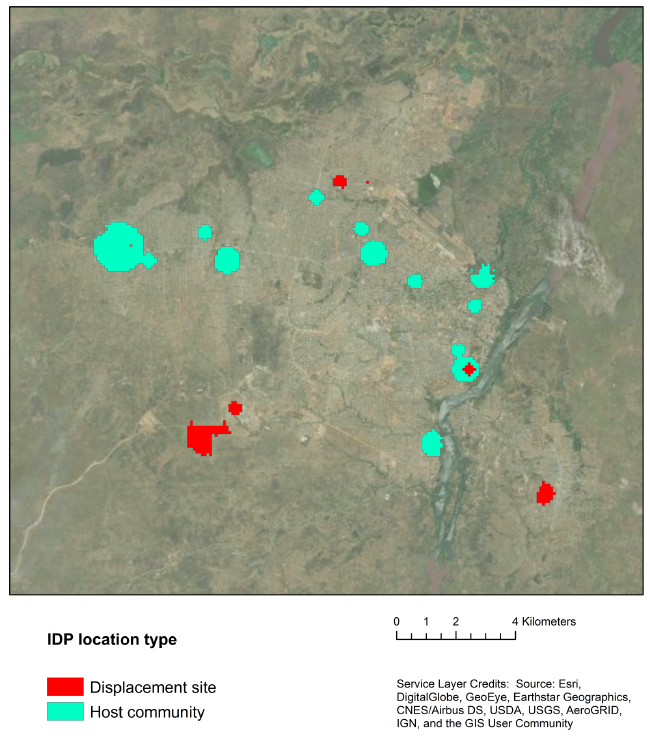 IDP location type
Displacement site
Host community
0 1 2 4 Kilometers
Service Layer Credits: Source: Esri,
DigitalGlobe, GeoEye, Earthstar Geographics,
CNES/Airbus DS, USDA, USGS, AeroGRID,
IGN, and the GIS User Community